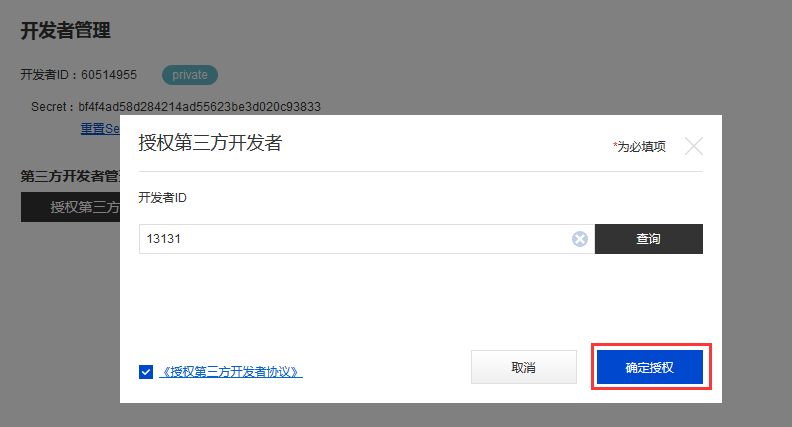 开发者管理
开发者ID：60514955 private
Secret：bf4f4ad58d284214ad55623be3d020c93833
重置Se
授权第三方开发者
*为必填项
第三方开发者管
授权第三方
开发者ID
13131
查询
《授权第三方开发者协议》
取消
确定授权